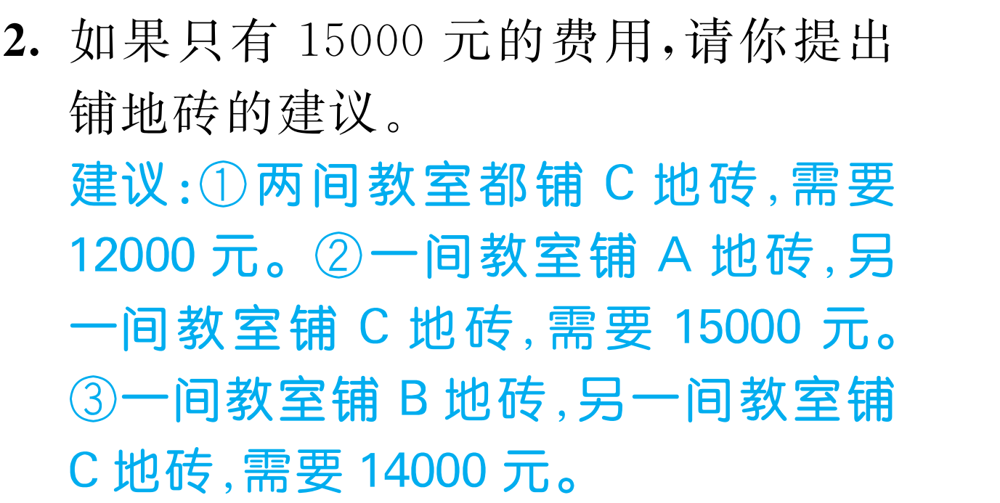 2. 如果只有 15000 元的费用,请你提出
铺地砖的建议。
建议:①两间教室都铺 C 地砖,需要
12000 元。②一间教室铺 A 地砖,另
一间教室铺 C 地砖,需要 15000 元。
③一间教室铺 B 地砖,另一间教室铺
C 地砖,需要 14000 元。